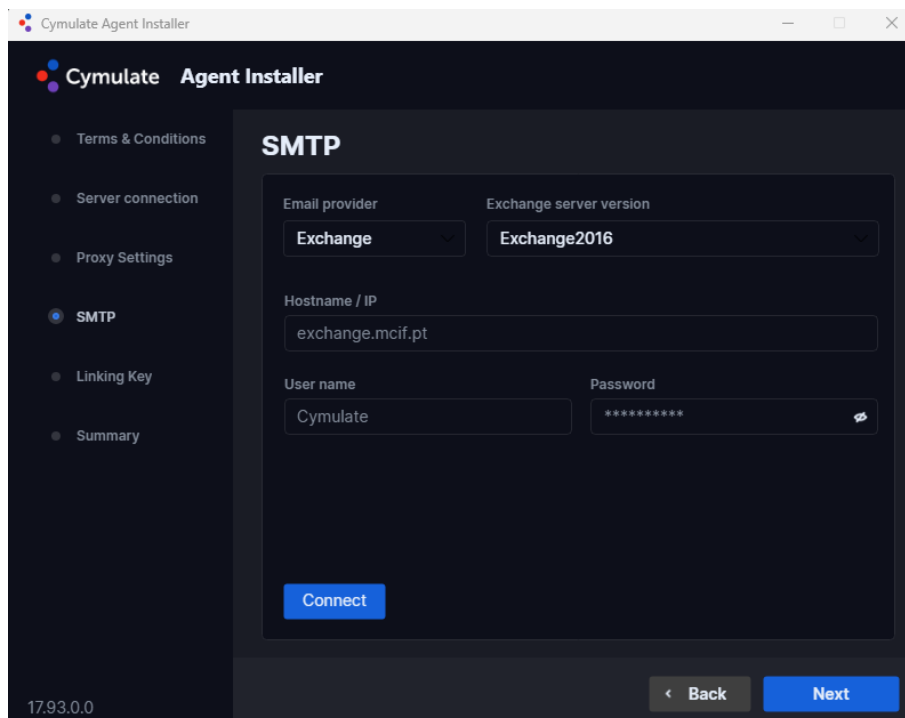 Cymulate Agent Installer
Cymulate Agent Installer
Terms & Conditions
Server connection
Proxy Settings
SMTP
Linking Key
Summary
17.93.0.0
SMTP
Email provider Exchange server version
Exchange Exchange2016
Hostname / IP
exchange.mcif.pt
User name Password
Cymulate **********
Connect
Back Next